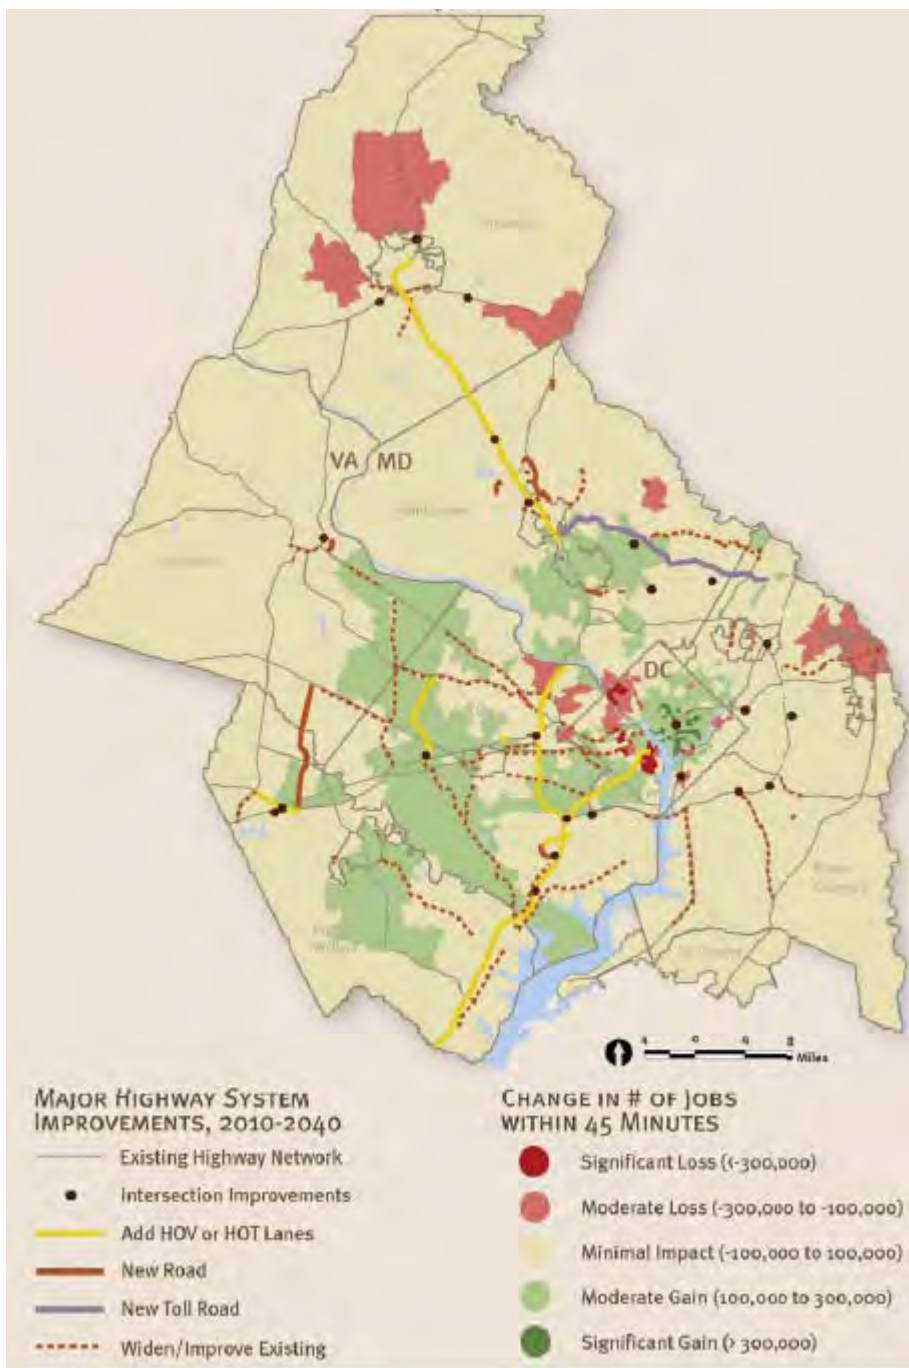 VA
MD
DC
Miles
MAJOR HIGHWAY SYSTEM
IMPROVEMENTS, 2010-2040
Existing Highway Network
Intersection Improvements
Add HOV or HOT Lanes
New Road
New Toll Road
Widen/Improve Existing
CHANGE IN # OF JOBS
WITHIN 45 MINUTES
Significant Loss (<-300,000)
Moderate Loss (-300,000 to -100,000)
Minimal Impact (-100,000 to 100,000)
Moderate Gain (100,000 to 300,000)
Significant Gain (> 300,000)